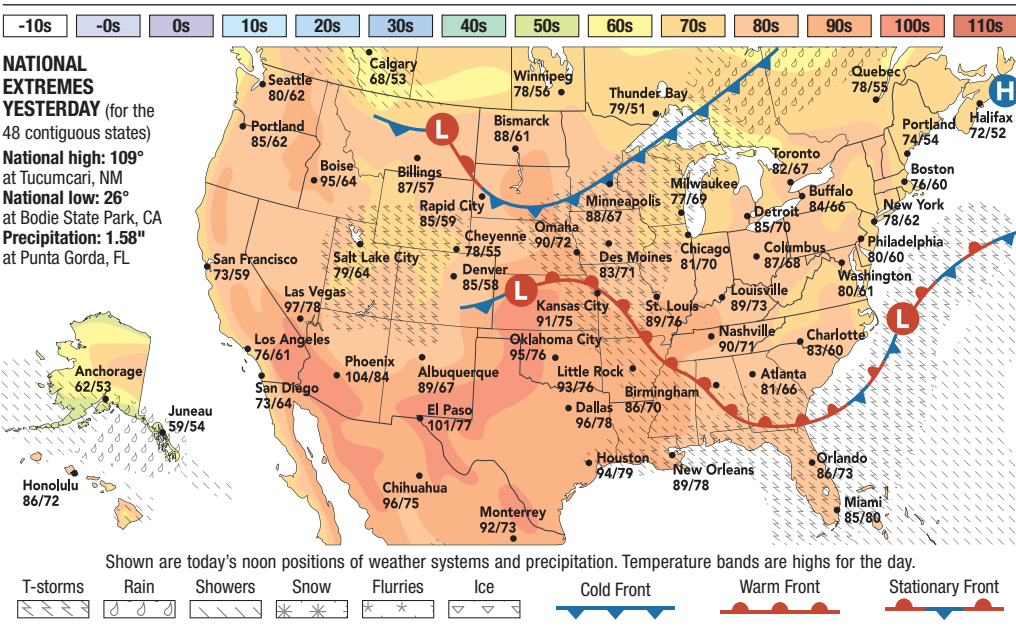 -10s -0s 0s 10s 20s 30s 40s 50s 60s 70s 80s 90s 100s 110s
NATIONAL
EXTREMES
YESTERDAY (for the
48 contiguous states)
National high: 109°
at Tucumcari, NM
National low: 26°
at Bodie State Park, CA
Precipitation: 1.58"
at Punta Gorda, FL
Calgary
68/53
Winnipeg
78/56
Thunder Bay
79/51
Quebec
78/55
H
Halifax
72/52
Seattle
80/62
Portland
85/62
Boise
95/64
L
Billings
87/57
Bismarck
88/61
Rapid City
85/59
Minneapolis
88/67
Milwaukee
77/69
Toronto
82/67
Buffalo
84/66
Detroit
85/70
Portland
74/54
Boston
76/60
New York
78/62
Philadelphia
80/60
Washington
80/61
San Francisco
73/59
Salt Lake City
79/64
Cheyenne
78/55
Denver
85/58
Omaha
90/72
Des Moines
83/71
Chicago
81/70
Columbus
87/68
Las Vegas
97/78
L
Kansas City
91/75
St. Louis
89/76
Louisville
89/73
L
Los Angeles
76/61
San Diego
73/64
Phoenix
104/84
Albuquerque
89/67
Oklahoma City
95/76
Little Rock
93/76
Nashville
90/71
Charlotte
83/60
Birmingham
86/70
Atlanta
81/66
El Paso
101/77
Dallas
96/78
Anchorage
62/53
Juneau
59/54
Honolulu
86/72
Chihuahua
96/75
Monterrey
92/73
Houston
94/79
New Orleans
89/78
Orlando
86/73
Miami
85/80
Shown are today's noon positions of weather systems and precipitation. Temperature bands are highs for the day.
T-storms Rain Showers Snow Flurries Ice Cold Front Warm Front Stationary Front